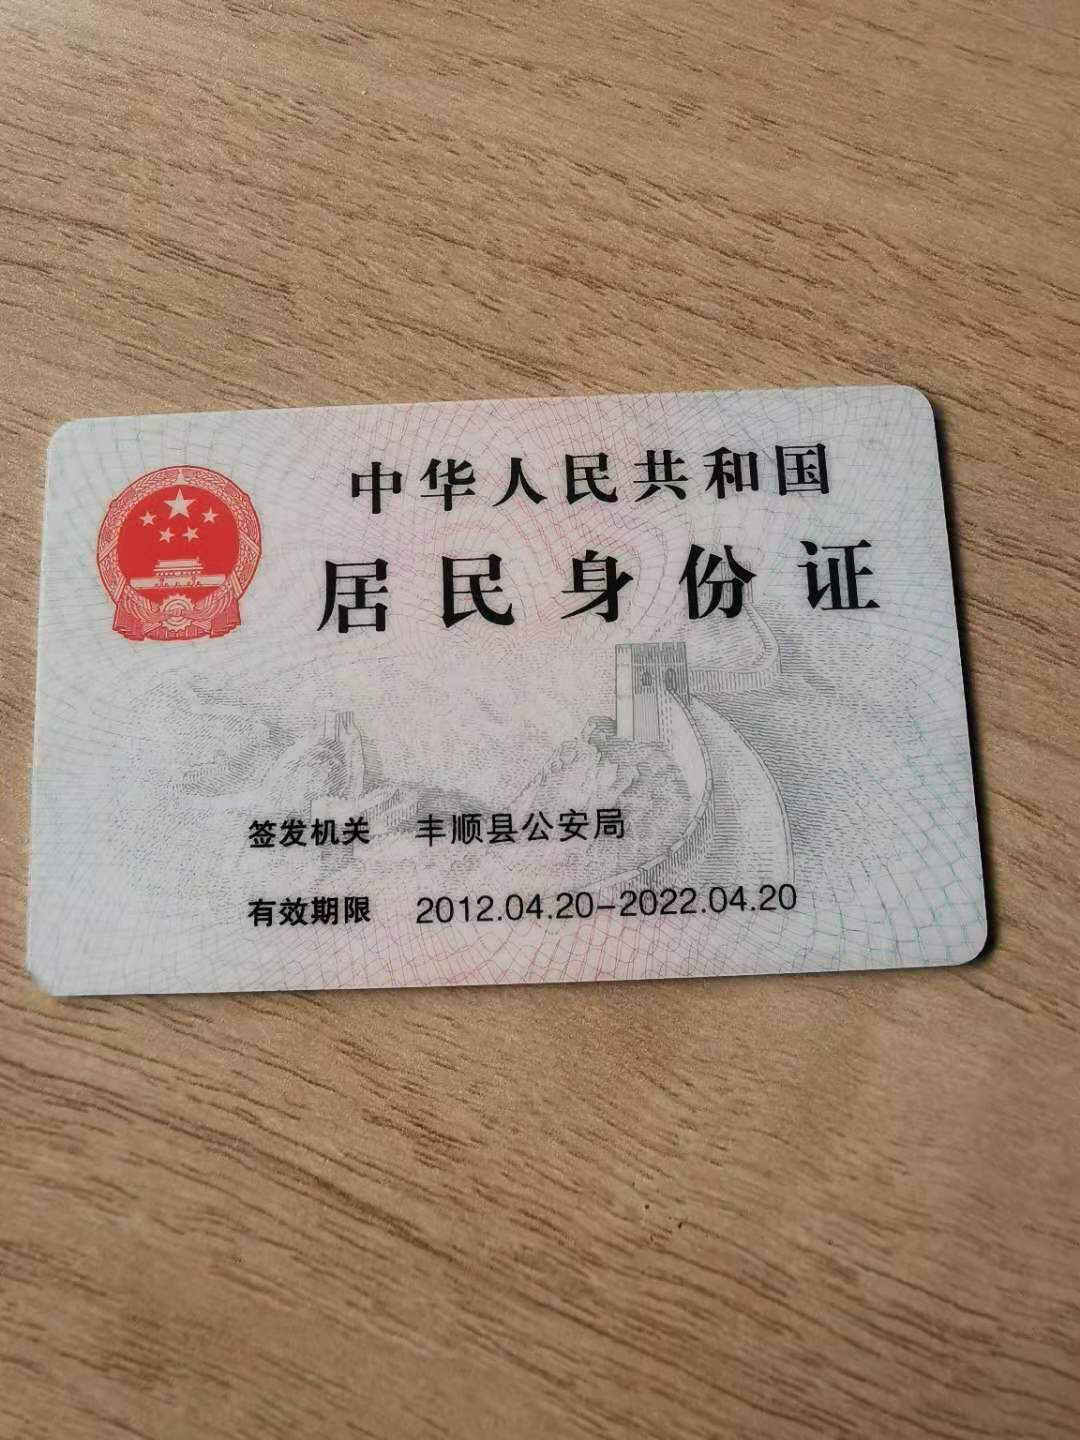 中华人民共和国
居民身份证
签发机关 丰顺县公安局
有效期限 2012.04.20-2022.04.20